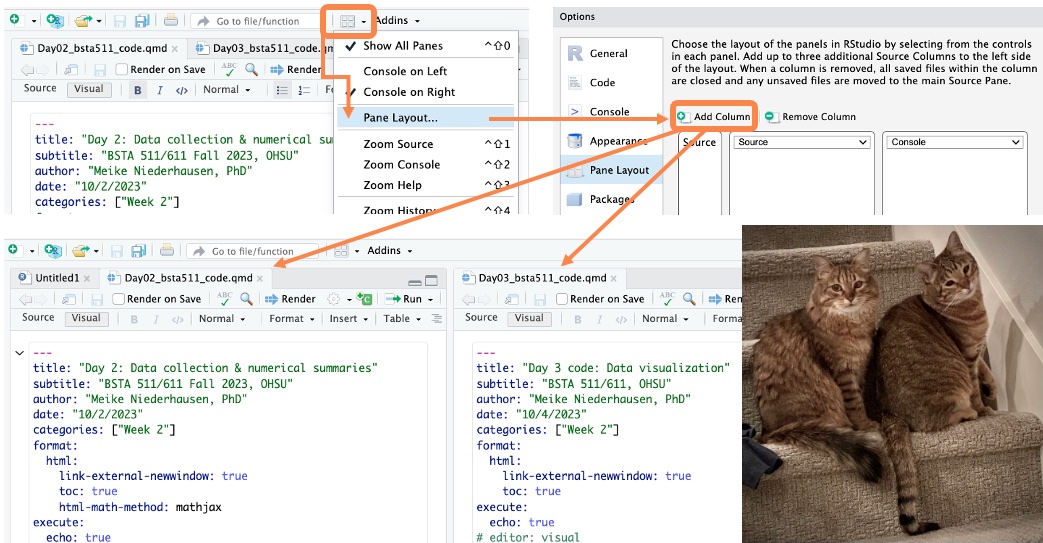 Go to file/function
Addins
Day02_bsta511_code.qmd
Day03_bsta511_code.qm
Render on Save
ABC
Render
Source
Visual
B
I
</>
Normal
F
---
title: "Day 2: Data collection & numerical su
subtitle: "BSTA 511/611 Fall 2023, OHSU"
author: "Meike Niederhausen, PhD"
date: "10/2/2023"
categories: ["Week 2"]
Show All Panes ^⇧0
Console on Left
Console on Right
Pane Layout...
Zoom Source ^⇧1
Zoom Console ^⇧2
Zoom Help ^⇧3
Zoom History ^⇧4
Options
R General
Code
> Console
Appearance
Pane Layout
Packages
Choose the layout of the panels in RStudio by selecting from the controls
in each panel. Add up to three additional Source Columns to the left side
of the layout. When a column is removed, all saved files within the column
are closed and any unsaved files are moved to the main Source Pane.
Add Column
Remove Column
Source
Source
Console
Go to file/function
Addins
Untitled1
Day02_bsta511_code.qmd
Render on Save
ABC
Render
Run
Source
Visual
B
I
</>
Normal
Format
Insert
Table
---
title: "Day 2: Data collection & numerical summaries"
subtitle: "BSTA 511/611 Fall 2023, OHSU"
author: "Meike Niederhausen, PhD"
date: "10/2/2023"
categories: ["Week 2"]
format:
html:
link-external-newwindow: true
toc: true
html-math-method: mathjax
execute:
echo: true
Day03_bsta511_code.qmd
Render on Save
ABC
Ren
Source
Visual
B
I
</>
Normal
Forma
---
title: "Day 3 code: Data visualization"
subtitle: "BSTA 511/611, OHSU"
author: "Meike Niederhausen, PhD"
date: "10/4/2023"
categories: ["Week 2"]
format:
html:
link-external-newwindow: true
toc: true
execute:
echo: true
# editor: visual